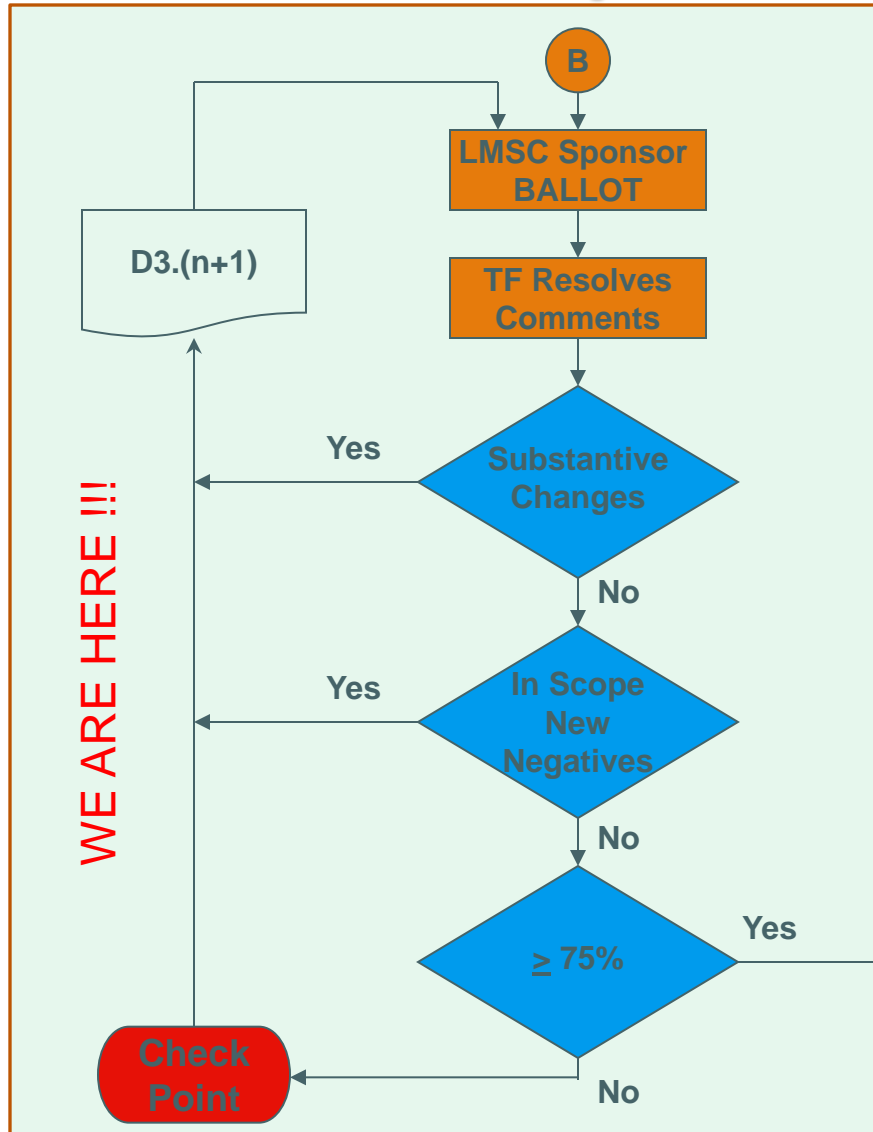 B
LMSC Sponsor
BALLOT
D3.(n+1)
TF Resolves
Comments
Yes
Substantive
Changes
No
WE ARE HERE !!!
Yes
In Scope
New
Negatives
No
≥ 75%
Yes
Check
Point
No